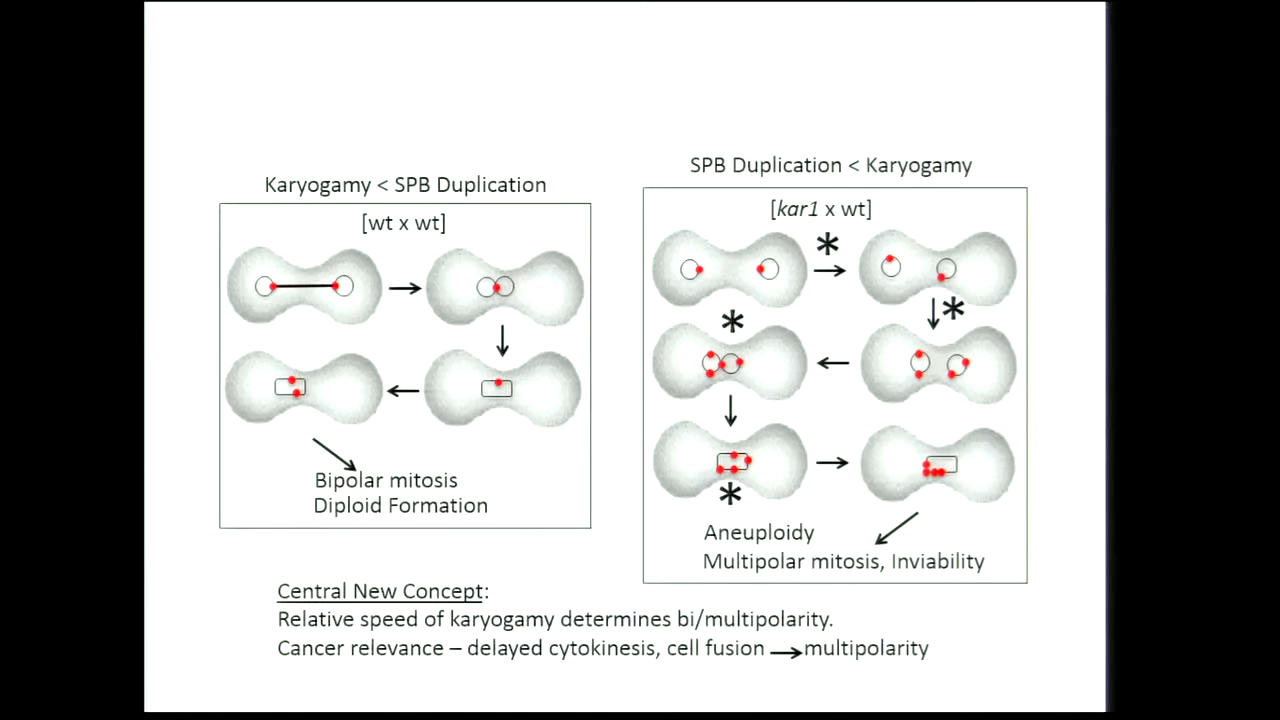 Karyogamy < SPB Duplication
[wt x wt]
Bipolar mitosis
Diploid Formation
SPB Duplication < Karyogamy
[kar1 x wt]
*
*
*
*
Aneuploidy
Multipolar mitosis, Inviability
Central New Concept:
Relative speed of karyogamy determines bi/multipolarity.
Cancer relevance – delayed cytokinesis, cell fusion → multipolarity